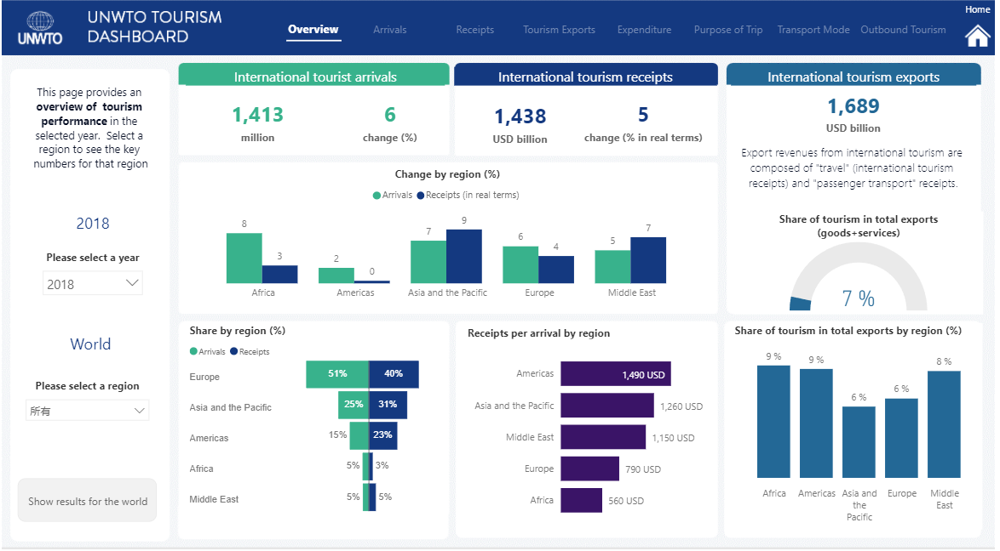 UNWTO
UNWTO TOURISM
DASHBOARD
Overview
Arrivals
Receipts
Tourism Exports
Expenditure
Purpose of Trip
Transport Mode
Outbound Tourism
Home
This page provides an
overview of tourism
performance in the
selected year. Select a
region to see the key
numbers for that region
2018
Please select a year
2018
World
Please select a region
所有
Show results for the world
International tourist arrivals
1,413
million
6
change (%)
International tourism receipts
1,438
USD billion
5
change (% in real terms)
International tourism exports
1,689
USD billion
Export revenues from international tourism are
composed of "travel" (international tourism
receipts) and "passenger transport" receipts.
Share of tourism in total exports
(goods+services)
7 %
Change by region (%)
Arrivals Receipts (in real terms)
8 3 2 0 7 9 6 4 5 7
Africa Americas Asia and the Pacific Europe Middle East
Share by region (%)
Arrivals Receipts
Europe 51% 40%
Asia and the Pacific 25% 31%
Americas 15% 23%
Africa 5% 3%
Middle East 5% 5%
Receipts per arrival by region
Americas 1,490 USD
Asia and the Pacific 1,260 USD
Middle East 1,150 USD
Europe 790 USD
Africa 560 USD
Share of tourism in total exports by region (%)
9 % 9 % 6 % 6 % 8 %
Africa Americas Asia and Europe Middle
the East
Pacific